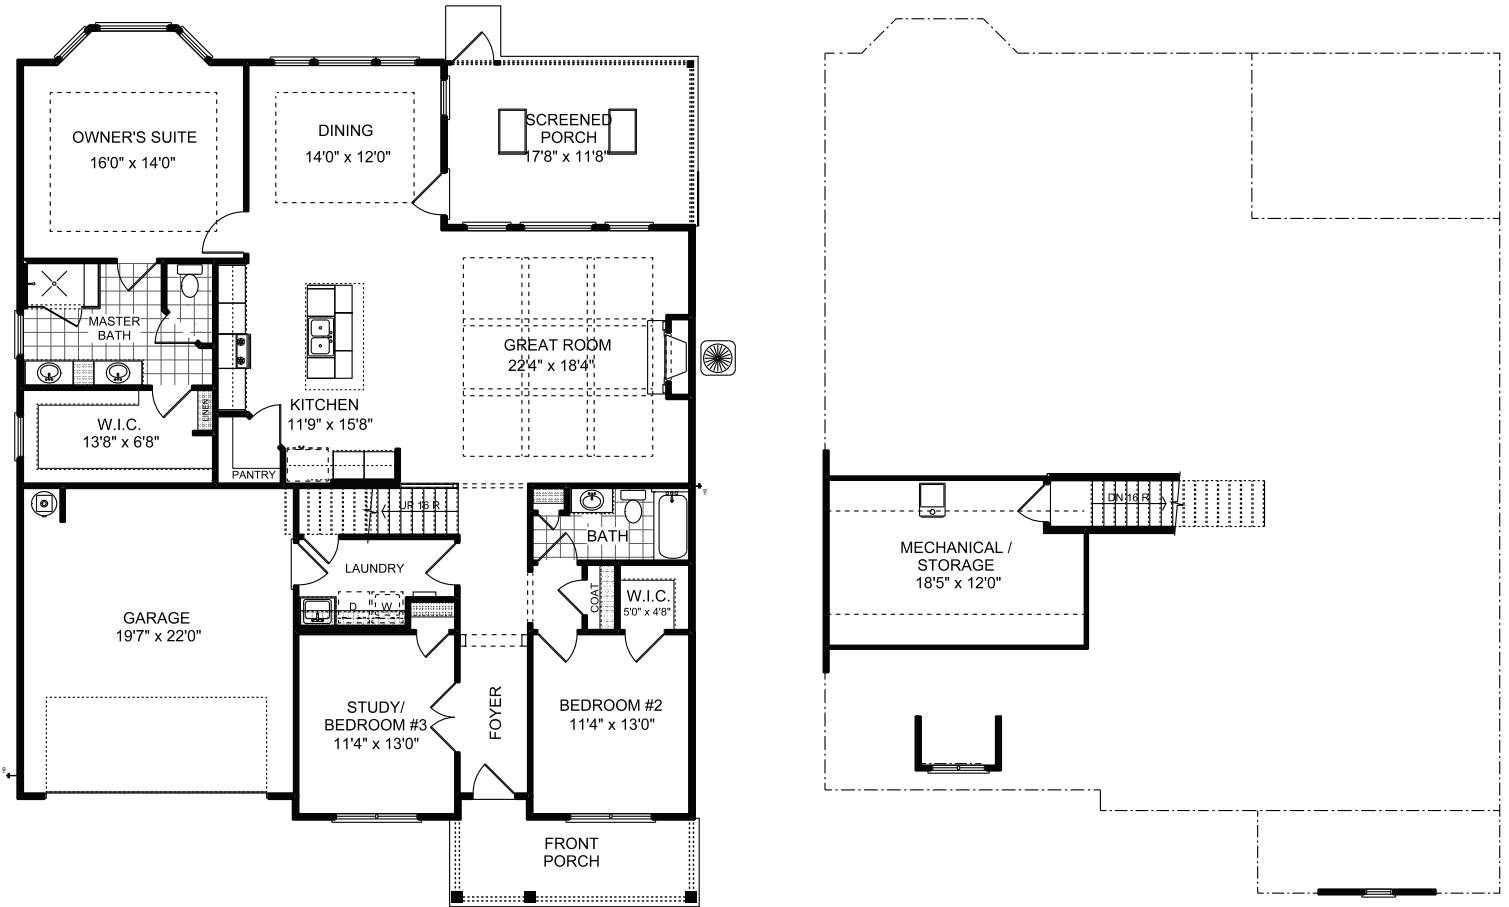 OWNER'S SUITE
16'0" x 14'0"
DINING
14'0" x 12'0"
SCREENED
PORCH
17'8" x 11'8"
MASTER
BATH
GREAT ROOM
22'4" x 18'4"
KITCHEN
11'9" x 15'8"
LINEN
W.I.C.
13'8" x 6'8"
PANTRY
HB
UP 16 R
BATH
LAUNDRY
D
W
COAT
W.I.C.
5'0" x 4'8"
GARAGE
19'7" x 22'0"
STUDY/
BEDROOM #3
11'4" x 13'0"
FOYER
BEDROOM #2
11'4" x 13'0"
HB
FRONT
PORCH
DN 16 R
MECHANICAL /
STORAGE
18'5" x 12'0"